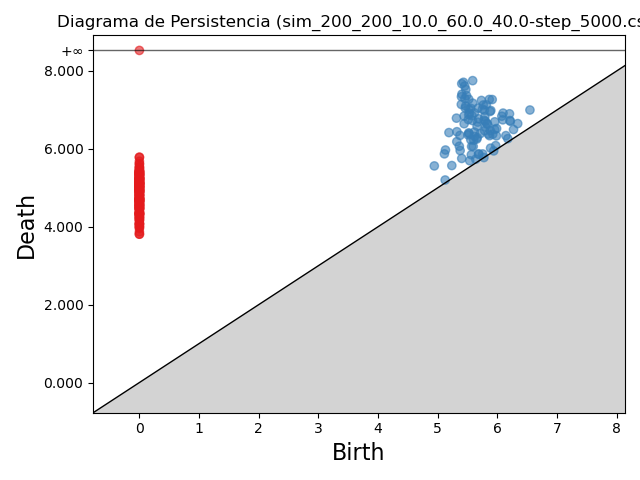 Diagrama de Persistencia (sim_200_200_10.0_60.0_40.0-step_5000.cs
+∞
8.000
6.000
4.000
2.000
0.000
Death
0 1 2 3 4 5 6 7 8
Birth